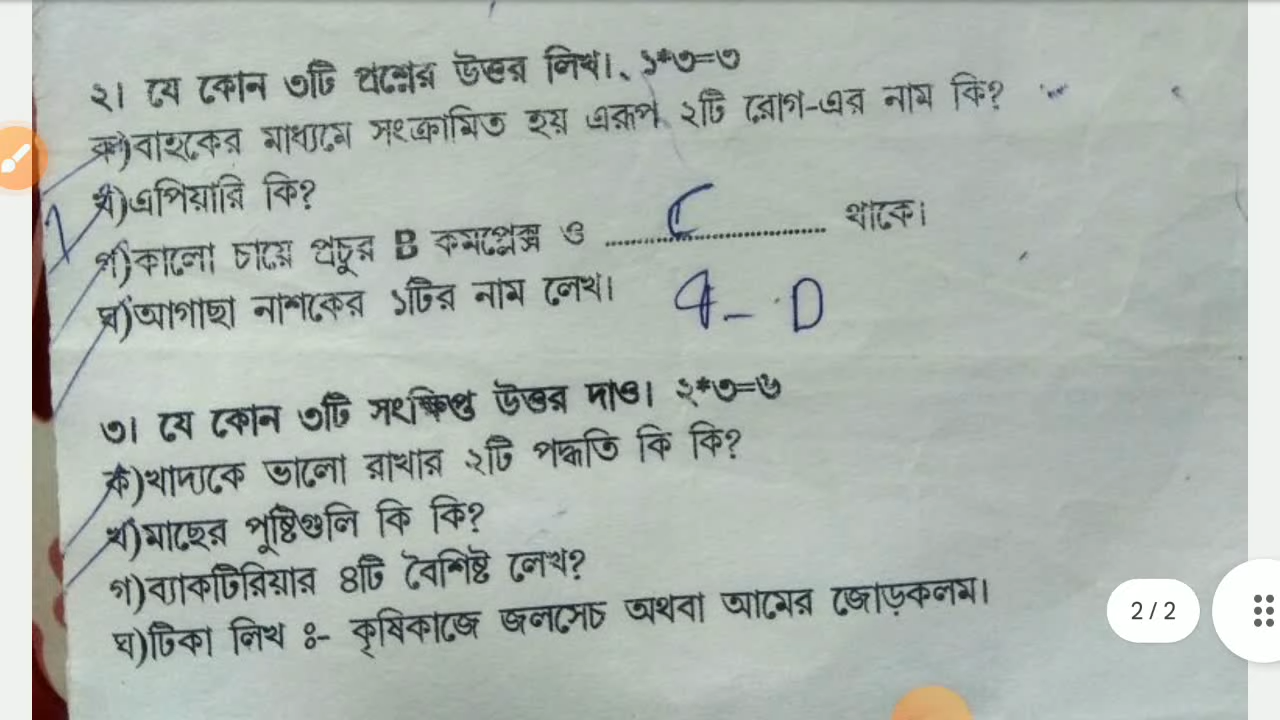 ২। যে কোন ৩টি প্রশ্নের উত্তর লিখ। ১*৩=৩
ক)বাহকের মাধ্যমে সংক্রামিত হয় এরূপ ২টি রোগ-এর নাম কি?
খ)এপিয়ারি কি?
গ)কালো চায়ে প্রচুর B কমপ্লেক্স ও ........C........ থাকে।
ঘ)আগাছা নাশকের ১টির নাম লেখ।
৩। যে কোন ৩টি সংক্ষিপ্ত উত্তর দাও। ২*৩=৬
ক)খাদ্যকে ভালো রাখার ২টি পদ্ধতি কি কি?
খ)মাছের পুষ্টিগুলি কি কি?
গ)ব্যাকটিরিয়ার ৪টি বৈশিষ্ট লেখ?
ঘ)টিকা লিখ ঃ- কৃষিকাজে জলসেচ অথবা আমের জোড়কলম।
2 / 2